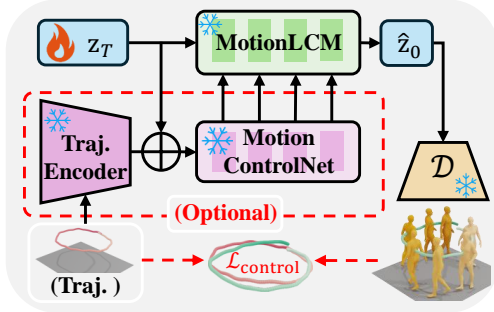 z_T
MotionLCM
ẑ_0
Traj.
Encoder
Motion
ControlNet
𝒟
(Optional)
(Traj. )
ℒ_control